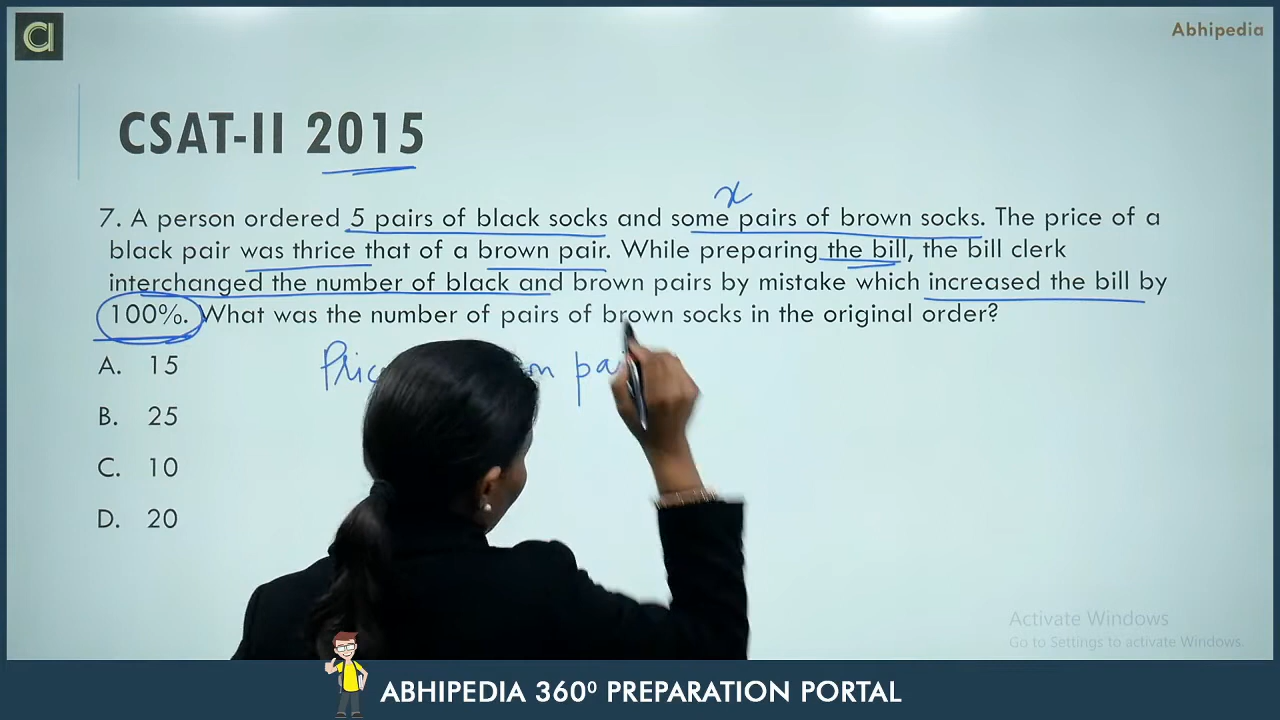 Abhipedia
CSAT-II 2015
x
7. A person ordered 5 pairs of black socks and some pairs of brown socks. The price of a
black pair was thrice that of a brown pair. While preparing the bill, the bill clerk
interchanged the number of black and brown pairs by mistake which increased the bill by
100%. What was the number of pairs of brown socks in the original order?
A. 15
B. 25
C. 10
D. 20
Activate Windows
Go to Settings to activate Windows.
ABHIPEDIA 360⁰ PREPARATION PORTAL